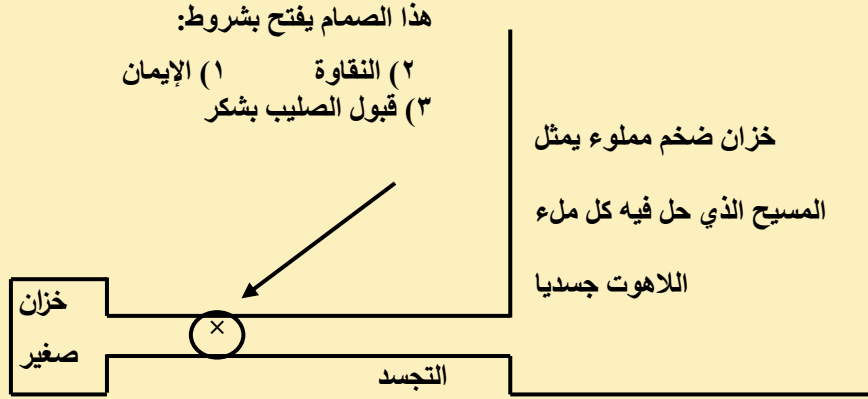 هذا الصمام يفتح بشروط:
١) الإيمان ٢) النقاوة
٣) قبول الصليب بشكر
خزان ضخم مملوء يمثل
المسيح الذي حل فيه كل ملء
اللاهوت جسديا
خزان
صغير
×
التجسد